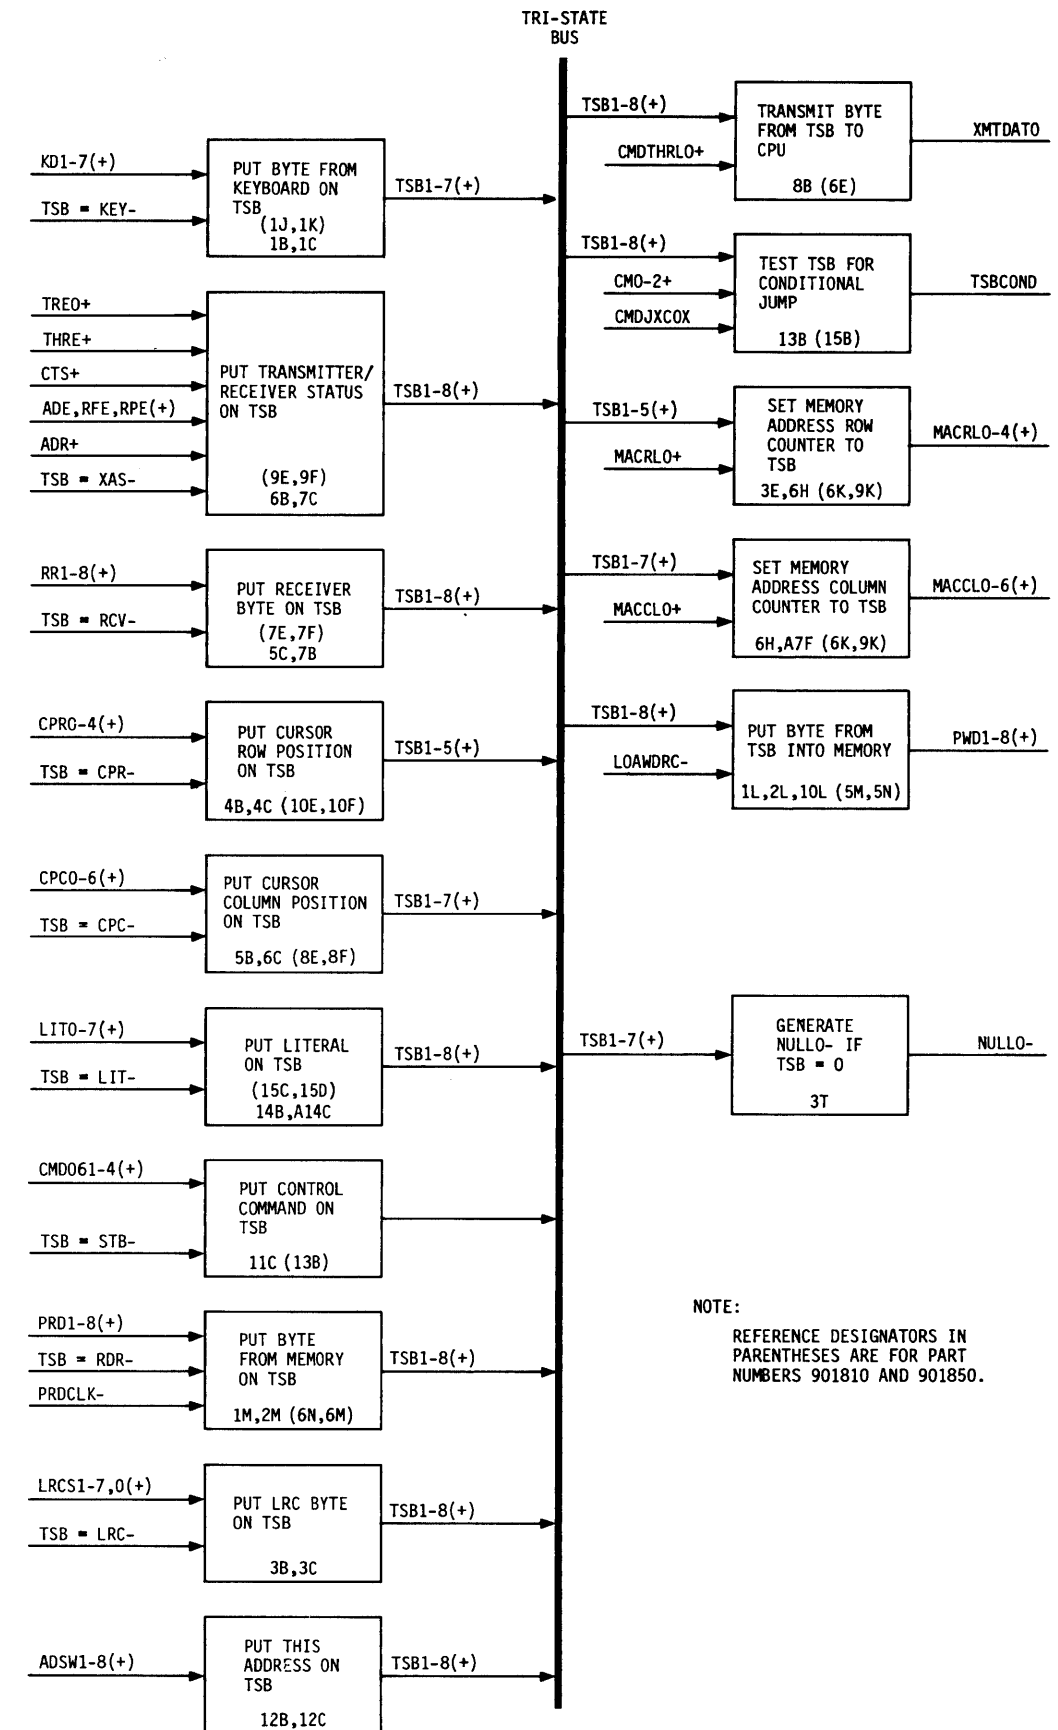 TRI-STATE
BUS
KD1-7(+)
TSB = KEY-
PUT BYTE FROM
KEYBOARD ON
TSB
(1J,1K)
1B,1C
TSB1-7(+)
TREO+
THRE+
CTS+
ADE,RFE,RPE(+)
ADR+
TSB = XAS-
PUT TRANSMITTER/
RECEIVER STATUS
ON TSB
(9E,9F)
6B,7C
TSB1-8(+)
RR1-8(+)
TSB = RCV-
PUT RECEIVER
BYTE ON TSB
(7E,7F)
5C,7B
TSB1-8(+)
CPRO-4(+)
TSB = CPR-
PUT CURSOR
ROW POSITION
ON TSB
4B,4C (10E,10F)
TSB1-5(+)
CPCO-6(+)
TSB = CPC-
PUT CURSOR
COLUMN POSITION
ON TSB
5B,6C (8E,8F)
TSB1-7(+)
LITO-7(+)
TSB = LIT-
PUT LITERAL
ON TSB
(15C,15D)
14B,A14C
TSB1-8(+)
CMDO61-4(+)
TSB = STB-
PUT CONTROL
COMMAND ON
TSB
11C (13B)
PRD1-8(+)
TSB = RDR-
PRDCLK-
PUT BYTE
FROM MEMORY
ON TSB
1M,2M (6N,6M)
TSB1-8(+)
LRCS1-7,0(+)
TSB = LRC-
PUT LRC BYTE
ON TSB
3B,3C
TSB1-8(+)
ADSW1-8(+)
PUT THIS
ADDRESS ON
TSB
12B,12C
TSB1-8(+)
TSB1-8(+)
CMDTHRLO+
TRANSMIT BYTE
FROM TSB TO
CPU
8B (6E)
XMTDATO
TSB1-8(+)
CMO-2+
CMDJXCOX
TEST TSB FOR
CONDITIONAL
JUMP
13B (15B)
TSBCOND
TSB1-5(+)
MACRLO+
SET MEMORY
ADDRESS ROW
COUNTER TO
TSB
3E,6H (6K,9K)
MACRLO-4(+)
TSB1-7(+)
MACCLO+
SET MEMORY
ADDRESS COLUMN
COUNTER TO TSB
6H,A7F (6K,9K)
MACCLO-6(+)
TSB1-8(+)
LOAWDRC-
PUT BYTE FROM
TSB INTO MEMORY
1L,2L,10L (5M,5N)
PWD1-8(+)
TSB1-7(+)
GENERATE
NULLO- IF
TSB = 0
3T
NULLO-
NOTE:
REFERENCE DESIGNATORS IN
PARENTHESES ARE FOR PART
NUMBERS 901810 AND 901850.